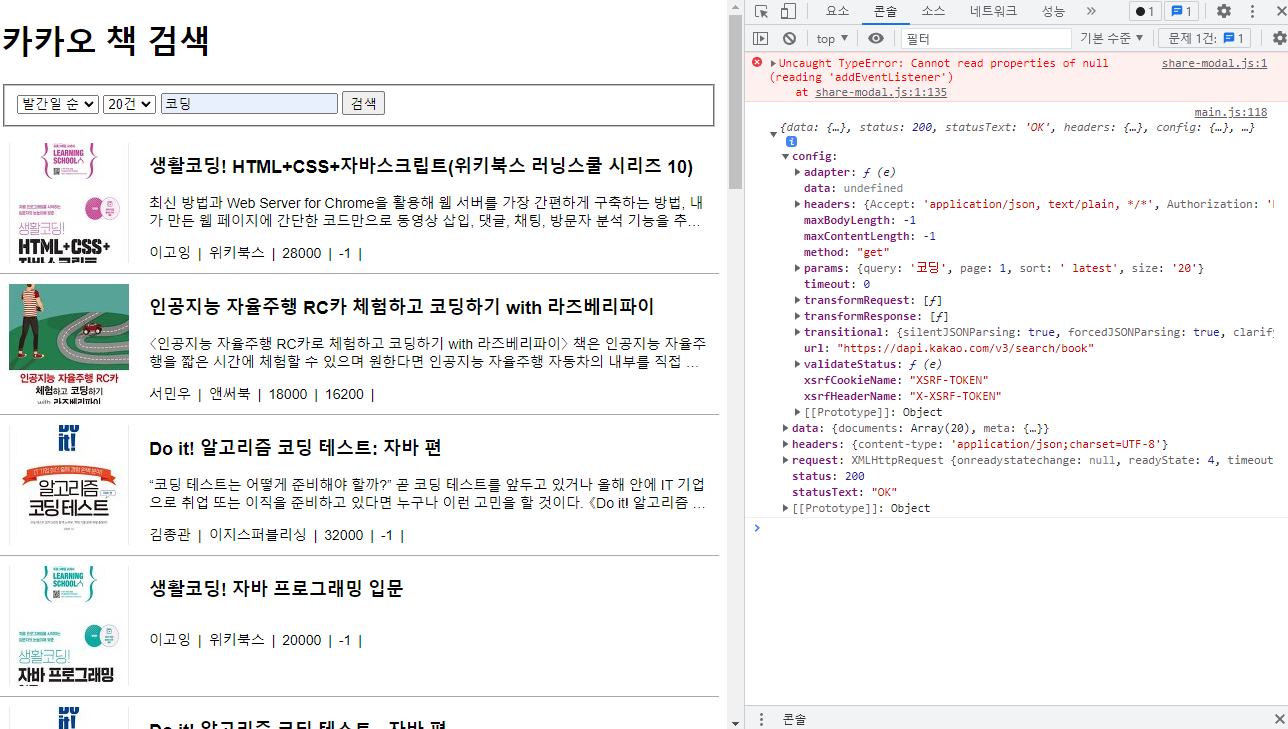 카카오 책 검색
발간일 순 20건 코딩 검색
LEARNING
SCHOOL
생활코딩!
HTML+CSS+
자바스크립트
생활코딩! HTML+CSS+자바스크립트(위키북스 러닝스쿨 시리즈 10)
최신 방법과 Web Server for Chrome을 활용해 웹 서버를 가장 간편하게 구축하는 방법, 내
가 만든 웹 페이지에 간단한 코드만으로 동영상 삽입, 댓글, 채팅, 방문자 분석 기능을 추...
이고잉 | 위키북스 | 28000 | -1 |
인공지능 자율주행 RC카
체험하고 코딩하기
with 라즈베리파이
인공지능 자율주행 RC카 체험하고 코딩하기 with 라즈베리파이
〈인공지능 자율주행 RC카로 체험하고 코딩하기 with 라즈베리파이〉 책은 인공지능 자율주
행을 짧은 시간에 체험할 수 있으며 원한다면 인공지능 자율주행 자동차의 내부를 직접 ...
서민우 | 앤써북 | 18000 | 16200 |
Do
it!
알고리즘
코딩 테스트
Do it! 알고리즘 코딩 테스트: 자바 편
“코딩 테스트는 어떻게 준비해야 할까?” 곧 코딩 테스트를 앞두고 있거나 올해 안에 IT 기업
으로 취업 또는 이직을 준비하고 있다면 누구나 이런 고민을 할 것이다. 《Do it! 알고리즘 ...
김종관 | 이지스퍼블리싱 | 32000 | -1 |
LEARNING
SCHOOL
생활코딩!
자바 프로그래밍
입문
생활코딩! 자바 프로그래밍 입문
이고잉 | 위키북스 | 20000 | -1 |
it!
Do it! 알고리즘 코딩 테스트 - 자바 편
요소 콘솔 소스 네트워크 성능 » 1 1
top 필터 기본 수준 문제 1건: 1
Uncaught TypeError: Cannot read properties of null share-modal.js:1
(reading 'addEventListener')
at share-modal.js:1:135
main.js:118
{data: {…}, status: 200, statusText: 'OK', headers: {…}, config: {…}, …}
config:
adapter: ƒ (e)
data: undefined
headers: {Accept: 'application/json, text/plain, */*', Authorization: '
maxBodyLength: -1
maxContentLength: -1
method: "get"
params: {query: '코딩', page: 1, sort: ' latest', size: '20'}
timeout: 0
transformRequest: [ƒ]
transformResponse: [ƒ]
transitional: {silentJSONParsing: true, forcedJSONParsing: true, clarify
url: "https://dapi.kakao.com/v3/search/book"
validateStatus: ƒ (e)
xsrfCookieName: "XSRF-TOKEN"
xsrfHeaderName: "X-XSRF-TOKEN"
[[Prototype]]: Object
data: {documents: Array(20), meta: {…}}
headers: {content-type: 'application/json;charset=UTF-8'}
request: XMLHttpRequest {onreadystatechange: null, readyState: 4, timeout
status: 200
statusText: "OK"
[[Prototype]]: Object
콘솔